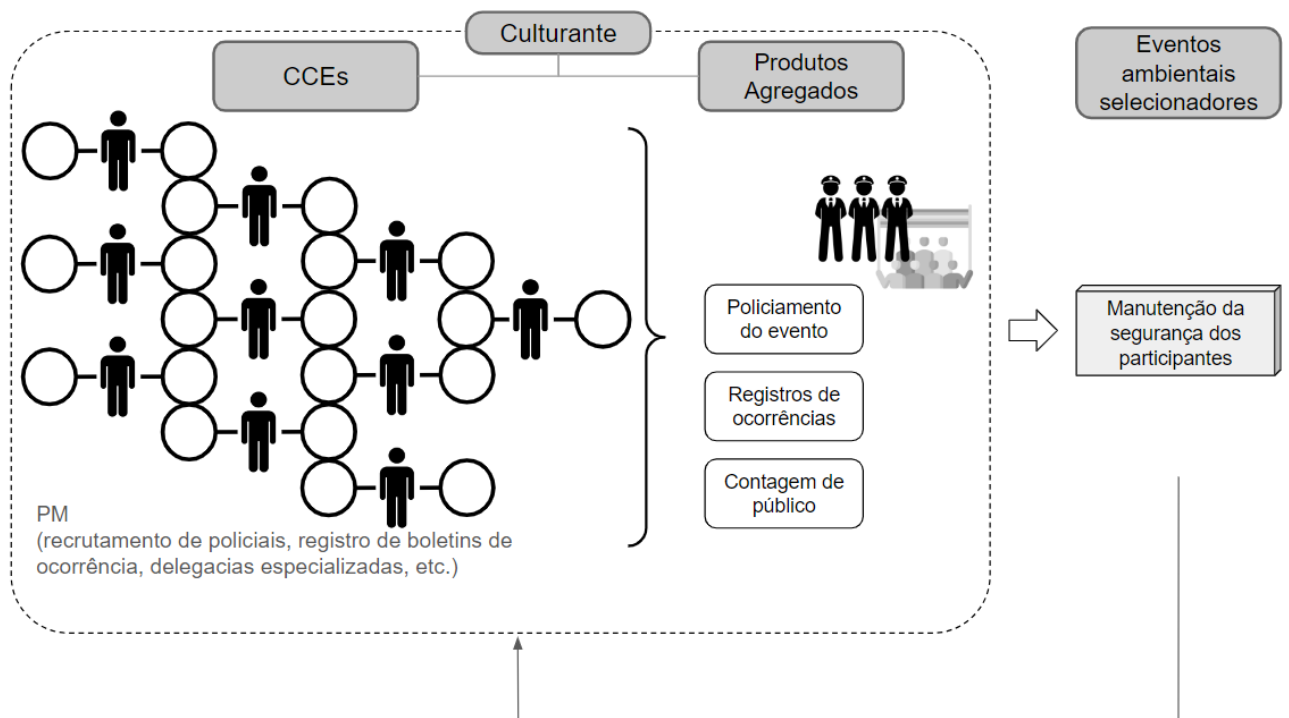 Culturante
CCEs
Produtos
Agregados
Eventos
ambientais
selecionadores
Policiamento
do evento
Registros de
ocorrências
Contagem de
público
Manutenção da
segurança dos
participantes
PM
(recrutamento de policiais, registro de boletins de
ocorrência, delegacias especializadas, etc.)